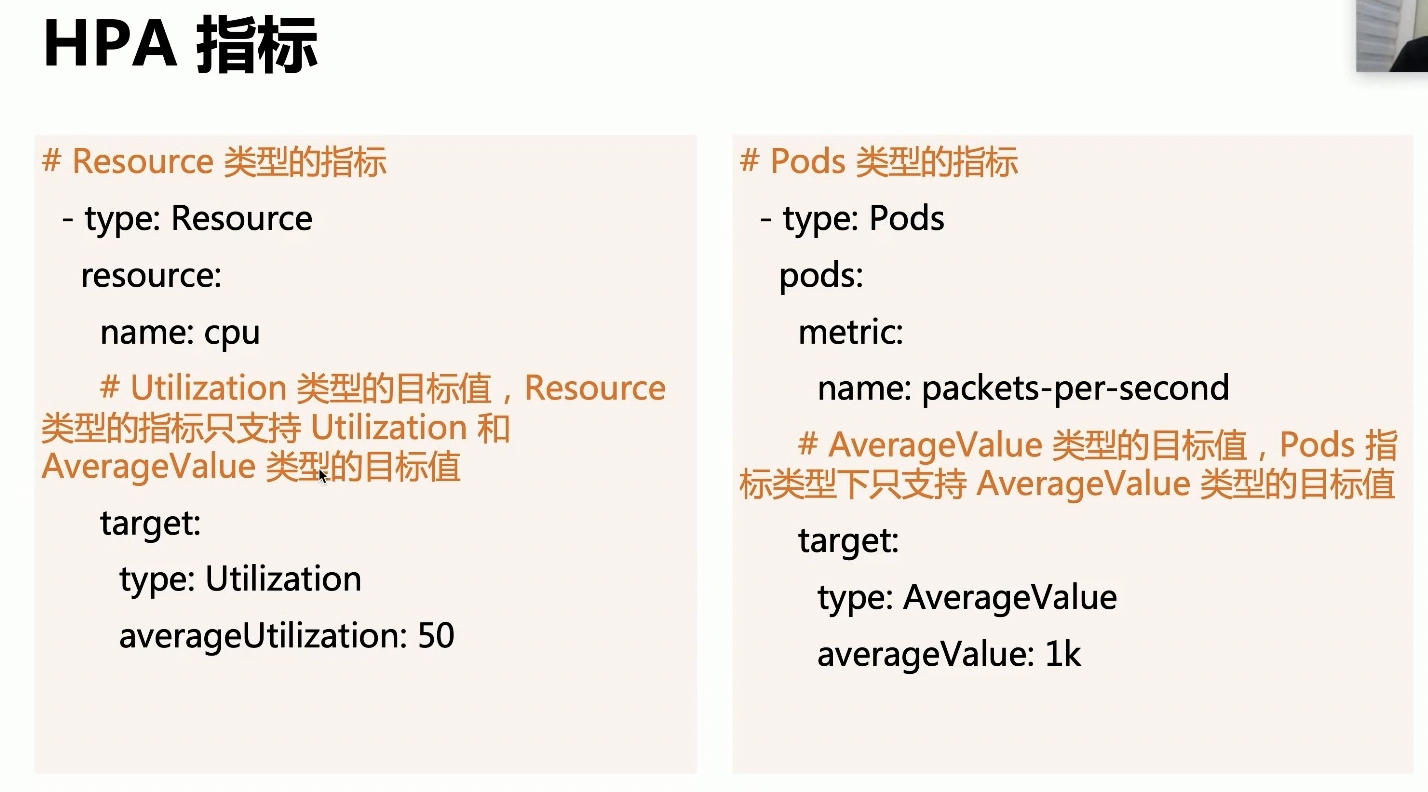 HPA 指标
# Resource 类型的指标
- type: Resource
resource:
name: cpu
# Utilization 类型的目标值，Resource
类型的指标只支持 Utilization 和
AverageValue 类型的目标值
target:
type: Utilization
averageUtilization: 50
# Pods 类型的指标
- type: Pods
pods:
metric:
name: packets-per-second
# AverageValue 类型的目标值，Pods 指
标类型下只支持 AverageValue 类型的目标值
target:
type: AverageValue
averageValue: 1k